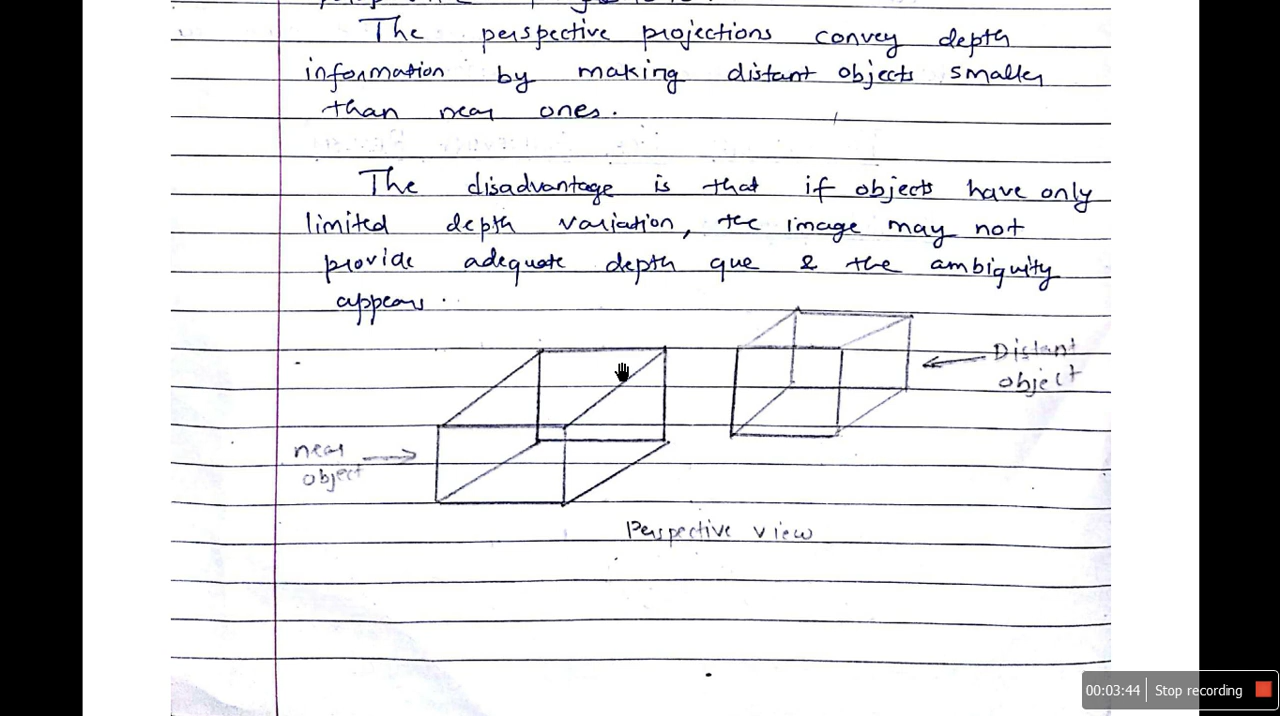 The perspective projections convey depth
information by making distant objects smaller
than near ones.
The disadvantage is that if objects have only
limited depth variation, the image may not
provide adequate depth que & the ambiguity
appears.
Distant
object
near
object
Perspective view
00:03:44 Stop recording